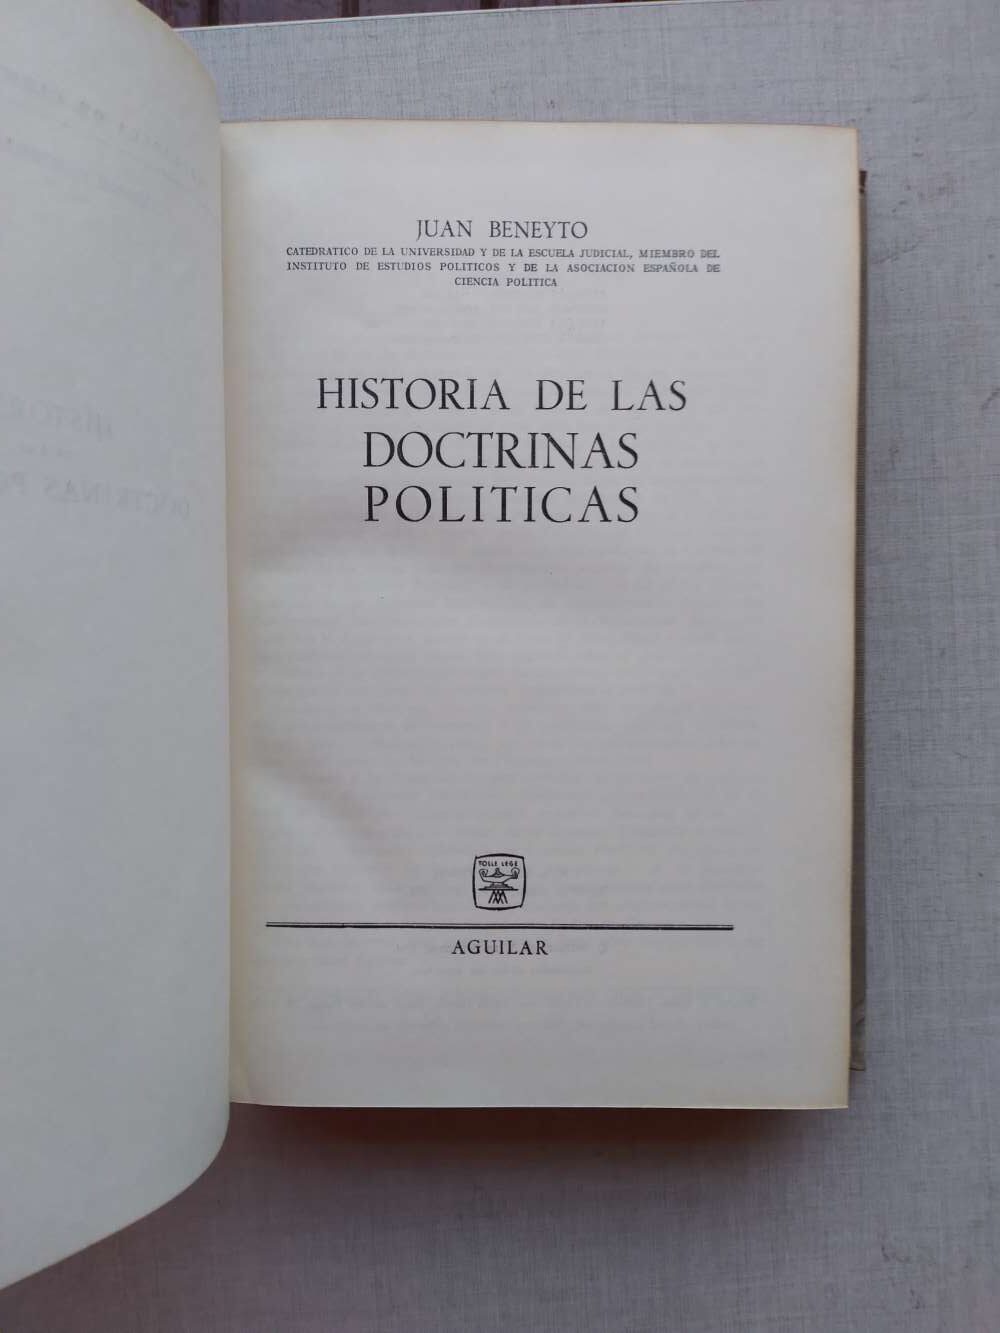 JUAN BENEYTO
CATEDRATICO DE LA UNIVERSIDAD Y DE LA ESCUELA JUDICIAL, MIEMBRO DEL
INSTITUTO DE ESTUDIOS POLITICOS Y DE LA ASOCIACION ESPAÑOLA DE
CIENCIA POLITICA
HISTORIA DE LAS
DOCTRINAS
POLITICAS
TOLLE LEGE
AGUILAR